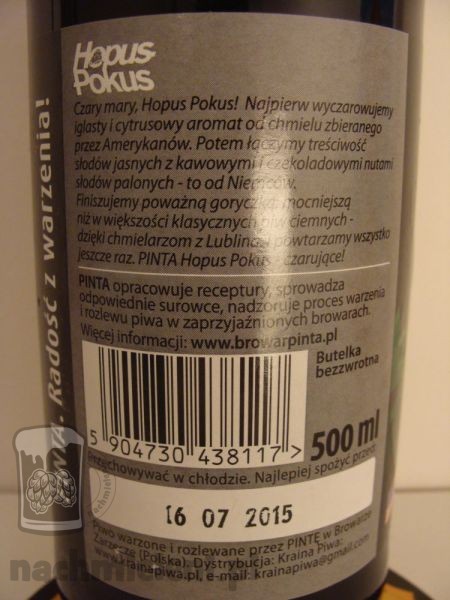 Hopus
Pokus
Czary mary, Hopus Pokus! Najpierw wyczarowujemy
iglasty i cytrusowy aromat od chmielu zbieranego
przez Amerykanów. Potem łączymy treściwość
słodów jasnych z kawowymi i czekoladowymi nutami
słodów palonych - to od Niemców.
Finiszujemy poważną goryczką, mocniejszą
niż w większości klasycznych piw ciemnych -
dzięki chmielarzom z Lublina. I powtarzamy wszystko
jeszcze raz. PINTA Hopus Pokus - czarujące!
PINTA opracowuje receptury, sprowadza
odpowiednie surowce, nadzoruje proces warzenia
i rozlewu piwa w zaprzyjaźnionych browarach.
Więcej informacji: www.browarpinta.pl
Butelka
bezzwrotna
5 904730 438117 >
500 ml
Przechowywać w chłodzie. Najlepiej spożyć przed:
16 07 2015
Piwo warzone i rozlewane przez PINTĘ w Browarze
Zarzecze (Polska). Dystrybucja: Kraina Piwa:
www.krainapiwa.pl, e-mail: krainapiwa@gmail.com
Radość z warzenia!